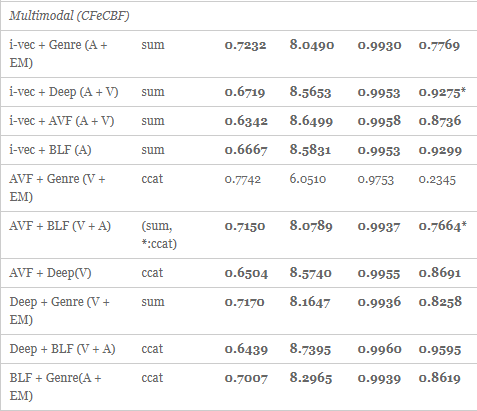 Multimodal (CFeCBF)
i-vec + Genre (A + EM) sum 0.7232 8.0490 0.9930 0.7769
i-vec + Deep (A + V) sum 0.6719 8.5653 0.9953 0.9275*
i-vec + AVF (A + V) sum 0.6342 8.6499 0.9958 0.8736
i-vec + BLF (A) sum 0.6667 8.5831 0.9953 0.9299
AVF + Genre (V + EM) ccat 0.7742 6.0510 0.9753 0.2345
AVF + BLF (V + A) (sum, *:ccat) 0.7150 8.0789 0.9937 0.7664*
AVF + Deep(V) ccat 0.6504 8.5740 0.9955 0.8691
Deep + Genre (V + EM) sum 0.7170 8.1647 0.9936 0.8258
Deep + BLF (V + A) ccat 0.6439 8.7395 0.9960 0.9595
BLF + Genre(A + EM) ccat 0.7007 8.2965 0.9939 0.8619